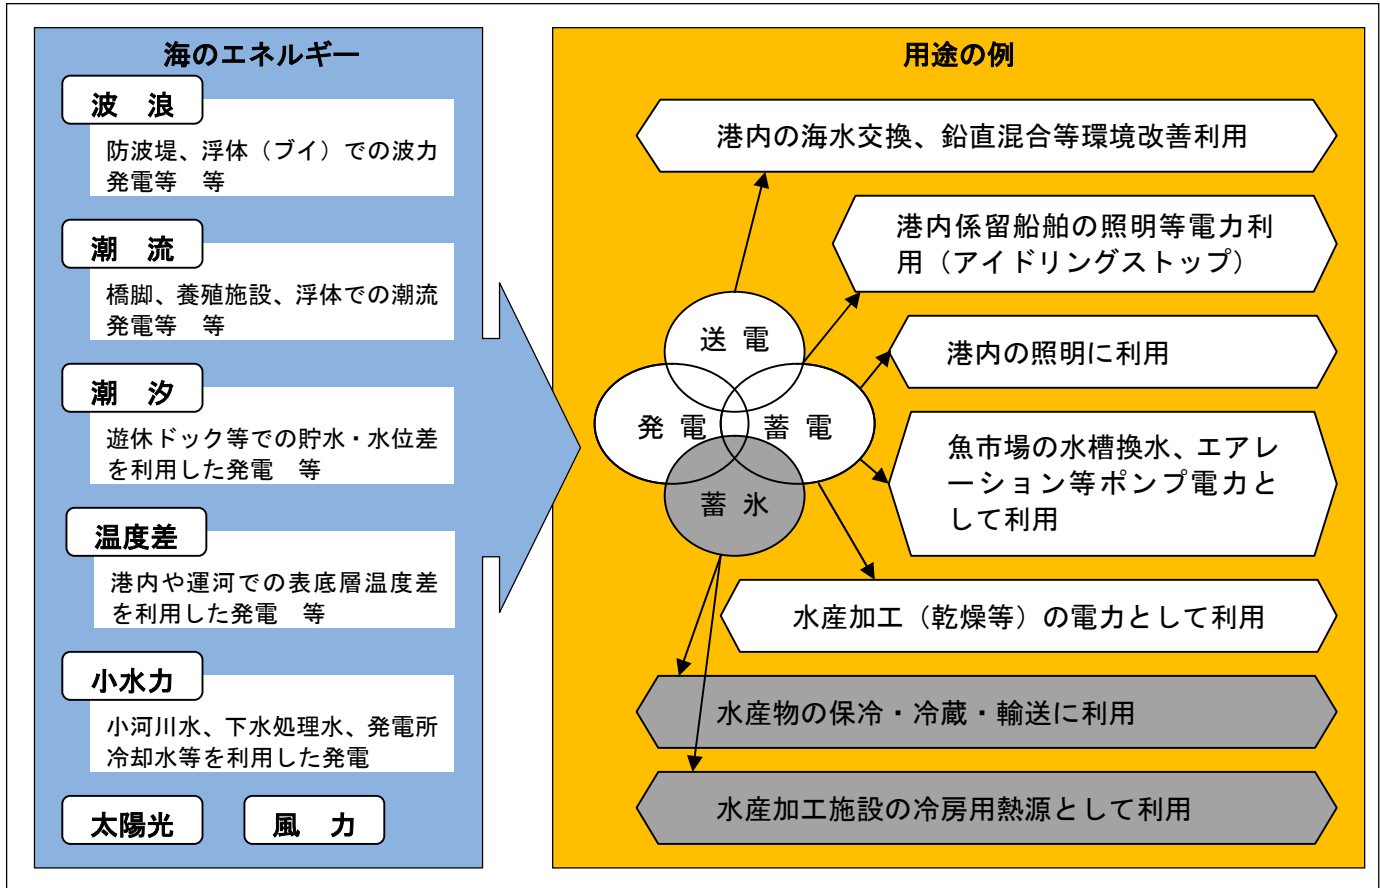 海のエネルギー
波　浪
防波堤、浮体（ブイ）での波力
発電等　等
潮　流
橋脚、養殖施設、浮体での潮流
発電等　等
潮　汐
遊休ドック等での貯水・水位差
を利用した発電　等
温度差
港内や運河での表底層温度差
を利用した発電　等
小水力
小河川水、下水処理水、発電所
冷却水等を利用した発電
太陽光
風　力
用途の例
港内の海水交換、鉛直混合等環境改善利用
港内係留船舶の照明等電力利
用（アイドリングストップ）
港内の照明に利用
魚市場の水槽換水、エアレ
ーション等ポンプ電力と
して利用
水産加工（乾燥等）の電力として利用
水産物の保冷・冷蔵・輸送に利用
水産加工施設の冷房用熱源として利用
送 電
発 電
蓄 電
蓄 氷